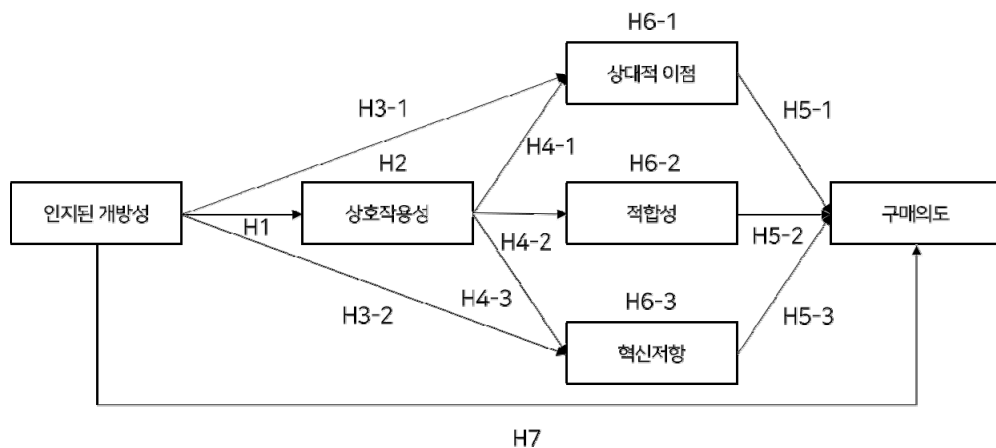 H6-1
상대적 이점
H3-1
H5-1
H4-1
H2
H6-2
인지된 개방성
상호작용성
적합성
구매의도
H1
H4-2
H5-2
H4-3
H6-3
H3-2
H5-3
혁신저항
H7